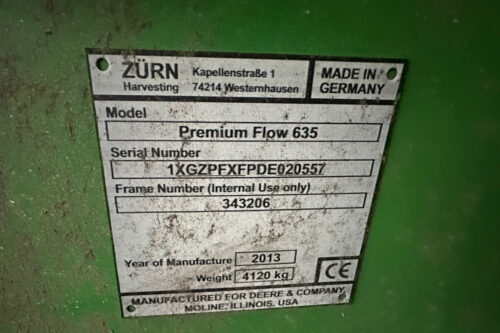 ZÜRN Kapellenstraße 1
Harvesting 74214 Westernhausen
MADE IN
GERMANY
Model
Premium Flow 635
Serial Number
1XGZPFXFPDE020557
Frame Number (Internal Use only)
343206
Year of Manufacture 2013
Weight 4120 kg
CE
MANUFACTURED FOR DEERE & COMPANY
MOLINE, ILLINOIS, USA